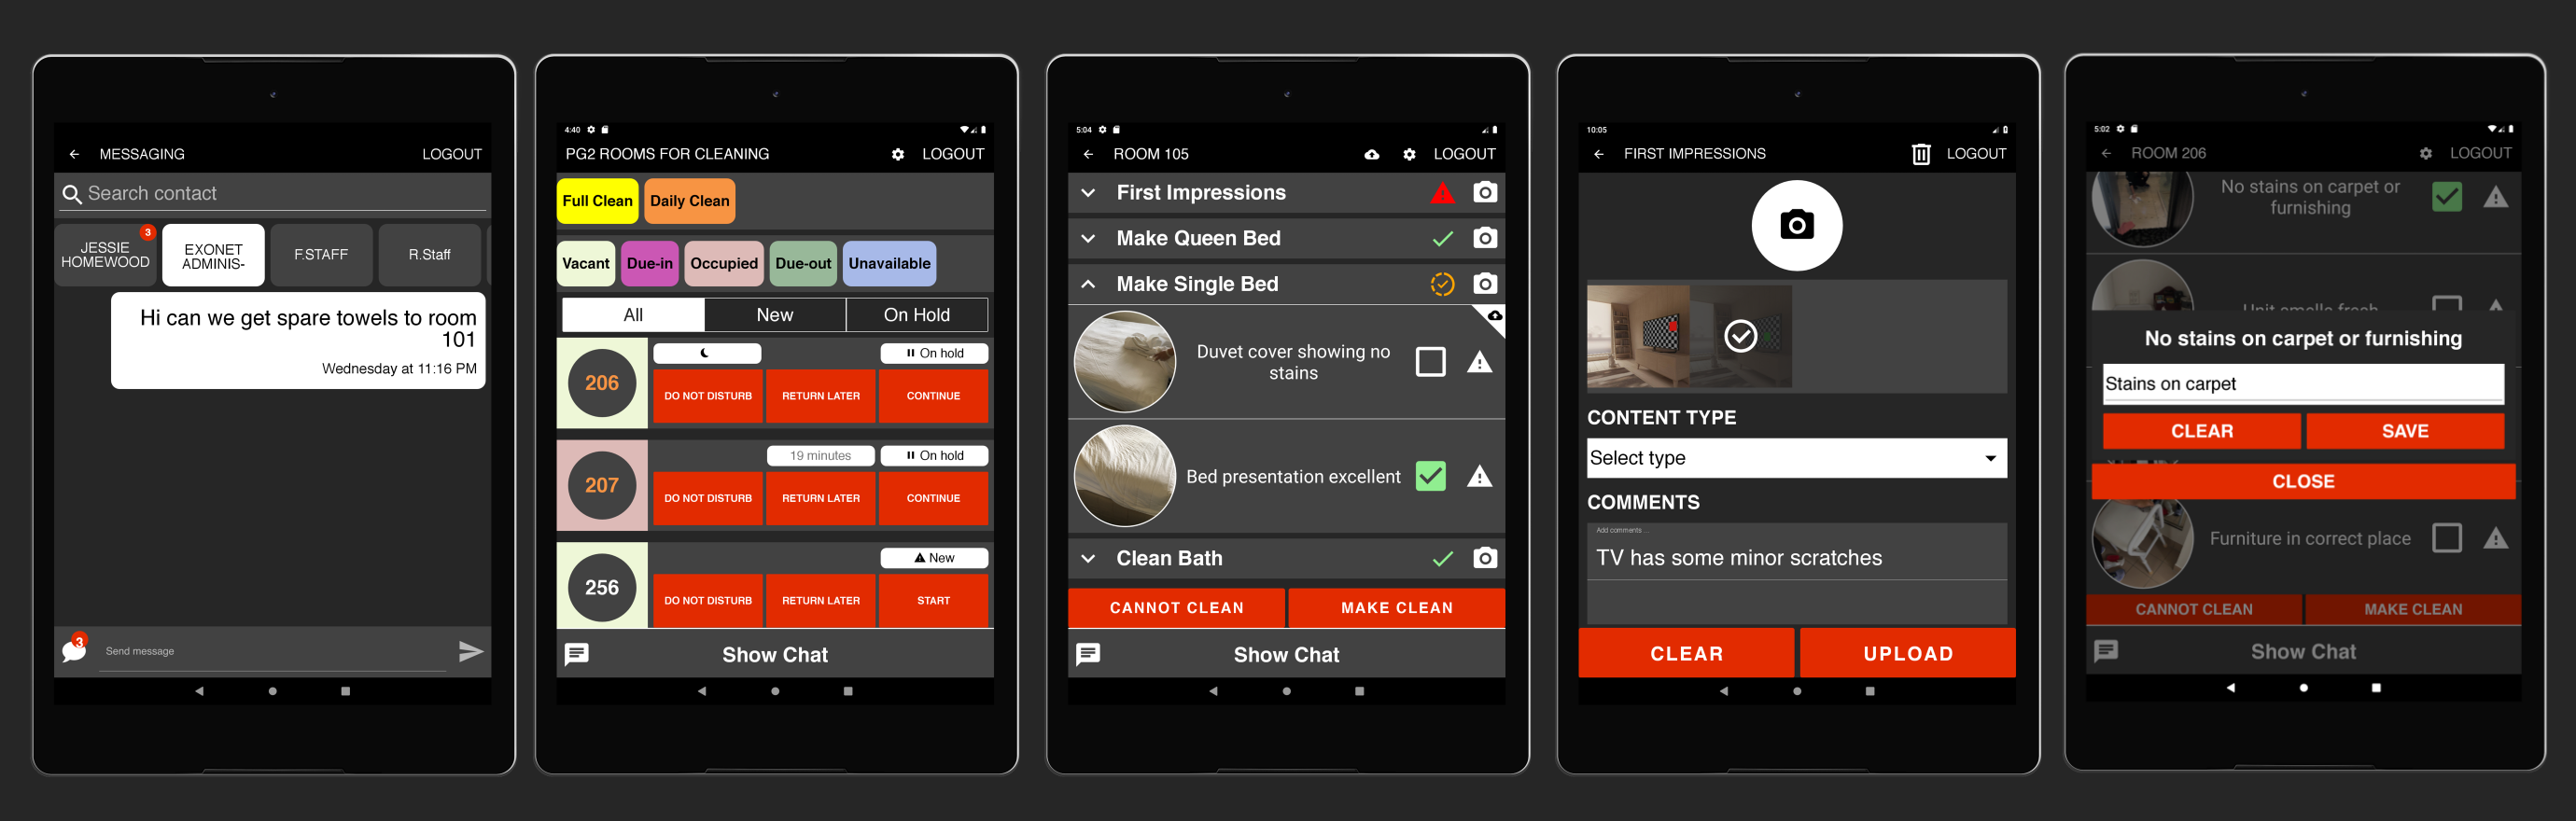 MESSAGING
LOGOUT
Search contact
JESSIE
HOMEWOOD
3
EXONET
ADMINIS-
F.STAFF
R.Staff
Hi can we get spare towels to room
101
Wednesday at 11:16 PM
3
Send message
4:40
PG2 ROOMS FOR CLEANING
LOGOUT
Full Clean
Daily Clean
Vacant
Due-in
Occupied
Due-out
Unavailable
All
New
On Hold
206
On hold
DO NOT DISTURB
RETURN LATER
CONTINUE
207
19 minutes
On hold
DO NOT DISTURB
RETURN LATER
CONTINUE
256
New
DO NOT DISTURB
RETURN LATER
START
Show Chat
5:04
ROOM 105
LOGOUT
First Impressions
Make Queen Bed
Make Single Bed
Duvet cover showing no
stains
Bed presentation excellent
Clean Bath
CANNOT CLEAN
MAKE CLEAN
Show Chat
10:05
FIRST IMPRESSIONS
LOGOUT
CONTENT TYPE
Select type
COMMENTS
Add comments ...
TV has some minor scratches
CLEAR
UPLOAD
5:02
ROOM 206
LOGOUT
No stains on carpet or
furnishing
Unit smells fresh
No stains on carpet or furnishing
Stains on carpet
CLEAR
SAVE
CLOSE
Furniture in correct place
CANNOT CLEAN
MAKE CLEAN
Show Chat